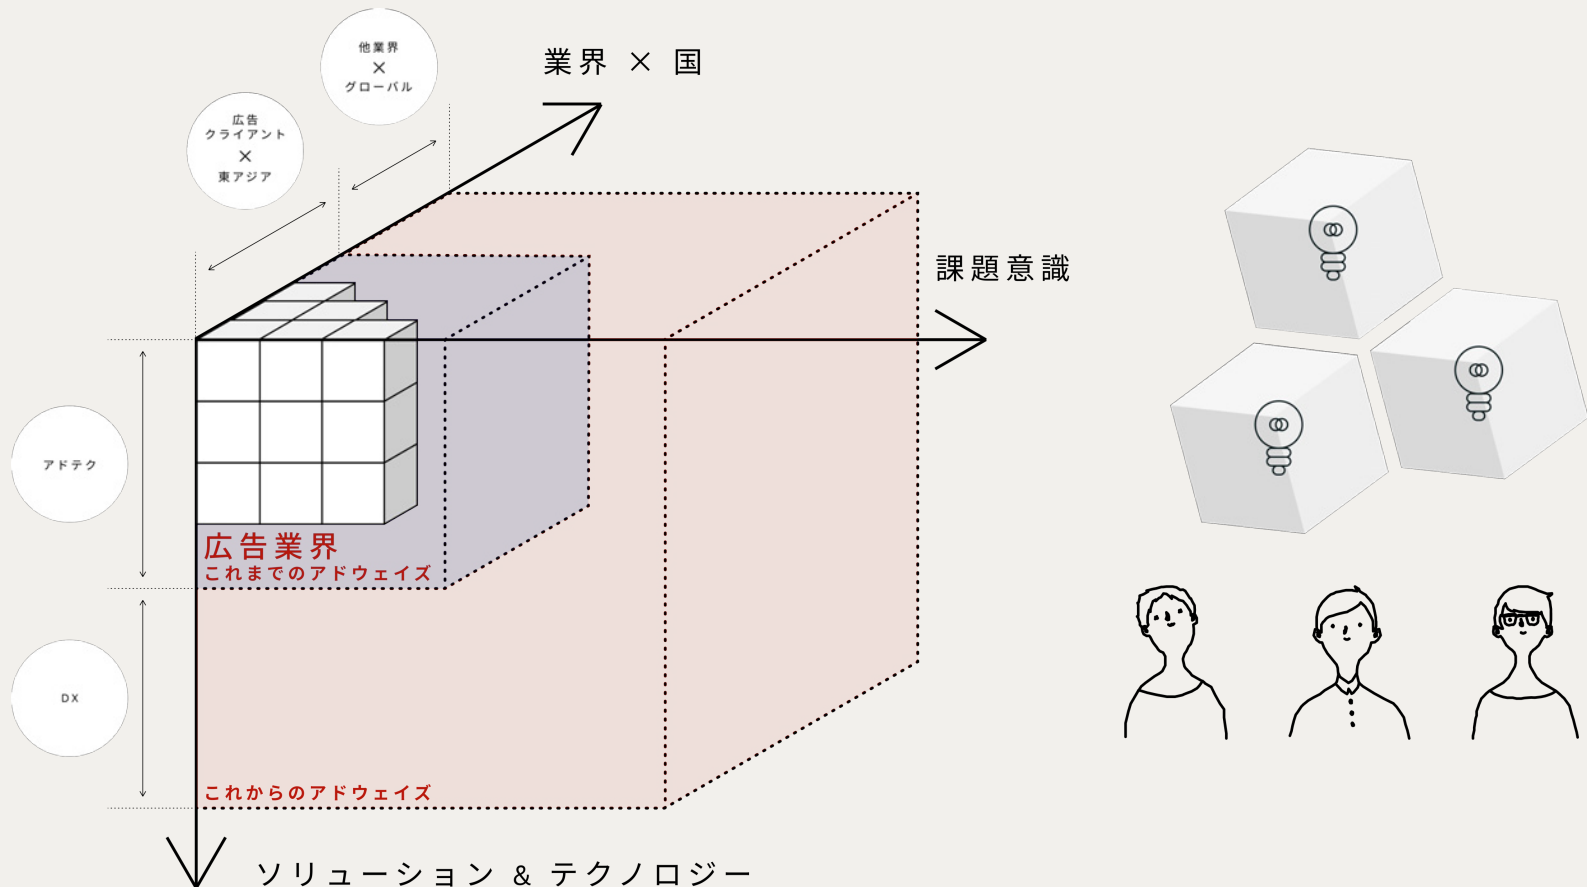 他業界
×
グローバル
業界 × 国
広告
クライアント
×
東アジア
課題意識
アドテク
広告業界
これまでのアドウェイズ
DX
これからのアドウェイズ
ソリューション & テクノロジー